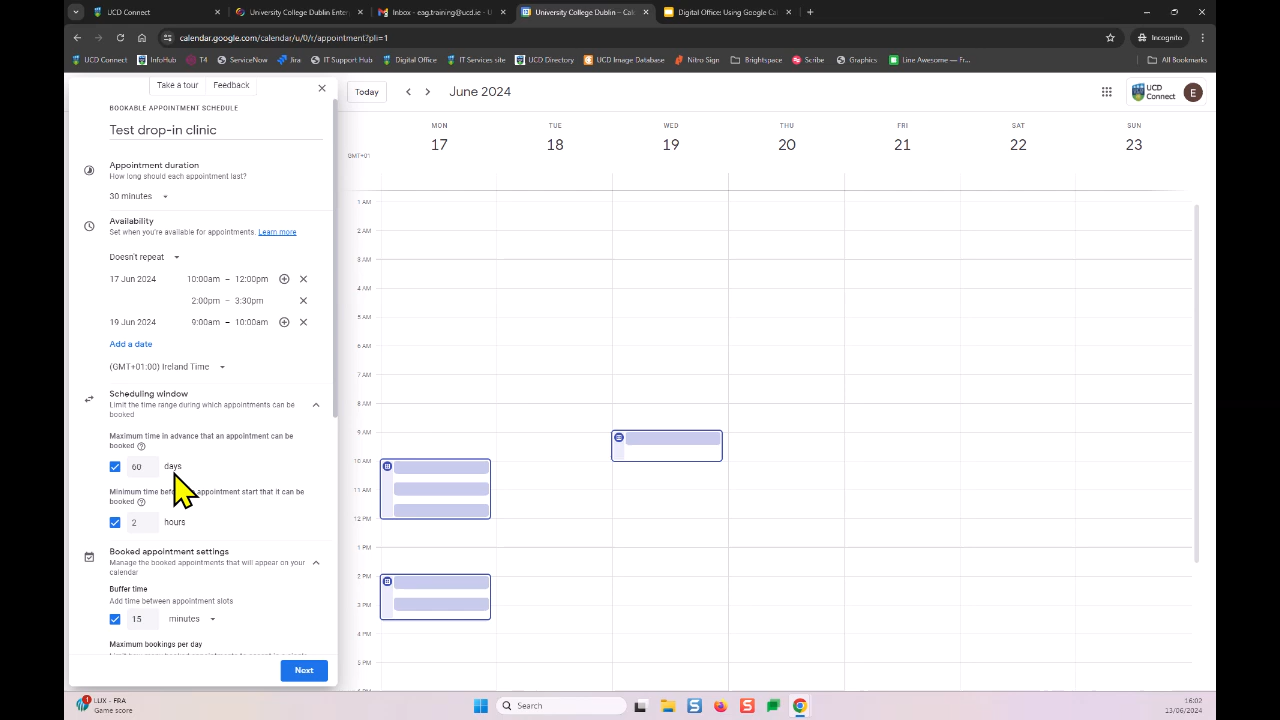 UCD Connect
University College Dublin Enter
Inbox - eag.training@ucd.ie - U
University College Dublin – Cal
Digital Office: Using Google Ca
calendar.google.com/calendar/u/0/r/appointment?pli=1
Incognito
UCD Connect
InfoHub
T4
ServiceNow
Jira
IT Support Hub
Digital Office
IT Services site
UCD Directory
UCD Image Database
Nitro Sign
Brightspace
Scribe
Graphics
Line Awesome — Fr...
All Bookmarks
Take a tour
Feedback
BOOKABLE APPOINTMENT SCHEDULE
Test drop-in clinic
Appointment duration
How long should each appointment last?
30 minutes
Availability
Set when you're available for appointments. Learn more
Doesn't repeat
17 Jun 2024 10:00am – 12:00pm
2:00pm – 3:30pm
19 Jun 2024 9:00am – 10:00am
Add a date
(GMT+01:00) Ireland Time
Scheduling window
Limit the time range during which appointments can be
booked
Maximum time in advance that an appointment can be
booked
60 days
Minimum time appointment start that it can be
booked
2 hours
Booked appointment settings
Manage the booked appointments that will appear on your
calendar
Buffer time
Add time between appointment slots
15 minutes
Maximum bookings per day
Next
Today
June 2024
UCD
Connect
E
MON
TUE
WED
THU
FRI
SAT
SUN
17
18
19
20
21
22
23
GMT+01
1 AM
2 AM
3 AM
4 AM
5 AM
6 AM
7 AM
8 AM
9 AM
10 AM
11 AM
12 PM
1 PM
2 PM
3 PM
4 PM
5 PM
1
LUX - FRA
Game score
Search
16:02
13/06/2024